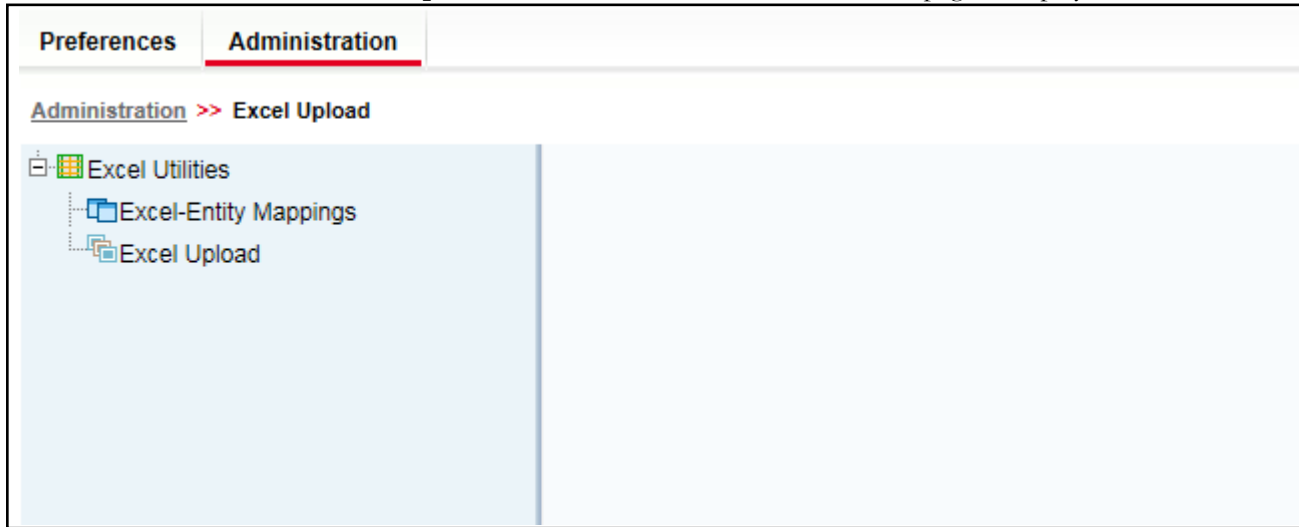 Preferences Administration
Administration >> Excel Upload
Excel Utilities
Excel-Entity Mappings
Excel Upload